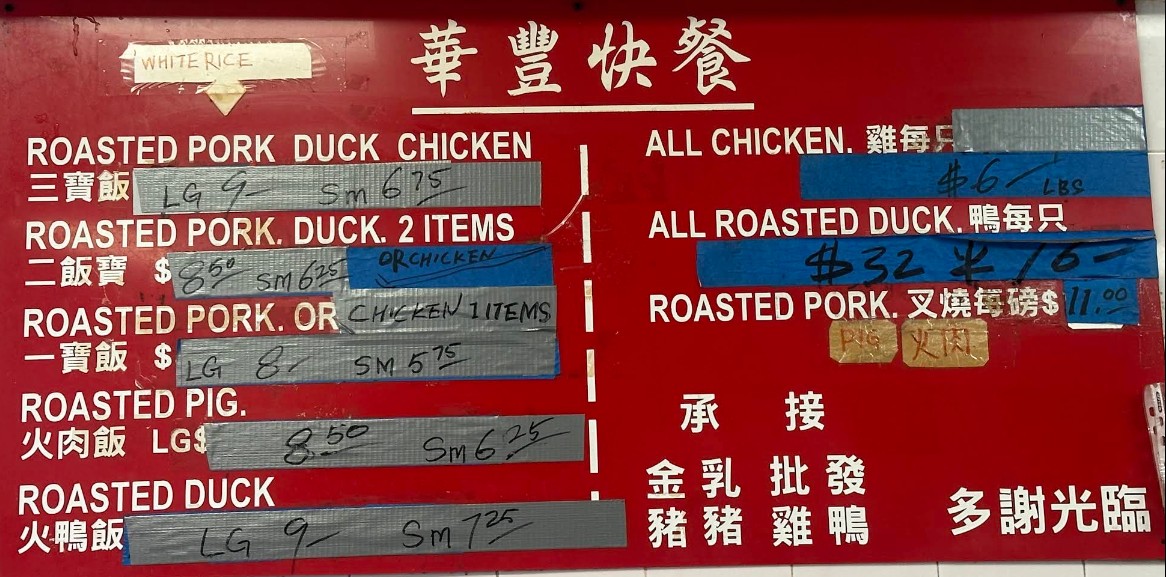 華豐快餐
WHITE RICE
ROASTED PORK DUCK CHICKEN
三寶飯 LG 9- Sm 6 75
ROASTED PORK. DUCK. 2 ITEMS
二飯寶 $ 8 50 Sm 6 25 OR CHICKEN
ROASTED PORK. OR CHICKEN 1 ITEMS
一寶飯 $ LG 8- SM 5 75
ROASTED PIG.
火肉飯 LG$ 8.50 Sm 6 25
ROASTED DUCK
火鴨飯 LG 9- Sm 7 25
ALL CHICKEN. 雞每只
$6- LBS
ALL ROASTED DUCK. 鴨每只
$32 半 16-
ROASTED PORK. 叉燒每磅$ 11.00
PIG 火肉
承接
金乳批發
豬豬雞鴨
多謝光臨